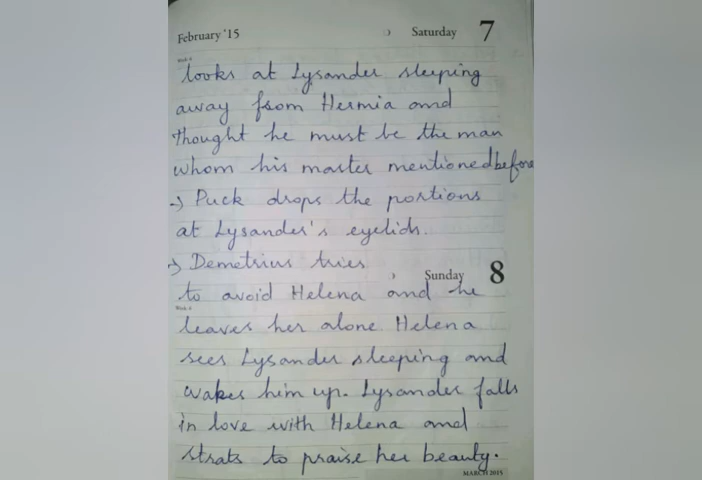 February '15 Saturday 7
Week 6
looks at Lysander sleeping
away from Hermia and
thought he must be the man
whom his master mentioned before
→ Puck drops the portions
at Lysander's eyelids.
→ Demetrius tries
Sunday 8
to avoid Helena and he
leaves her alone. Helena
sees Lysander sleeping and
wakes him up. Lysander falls
in love with Helena and
strats to praise her beauty.
MARCH 2015